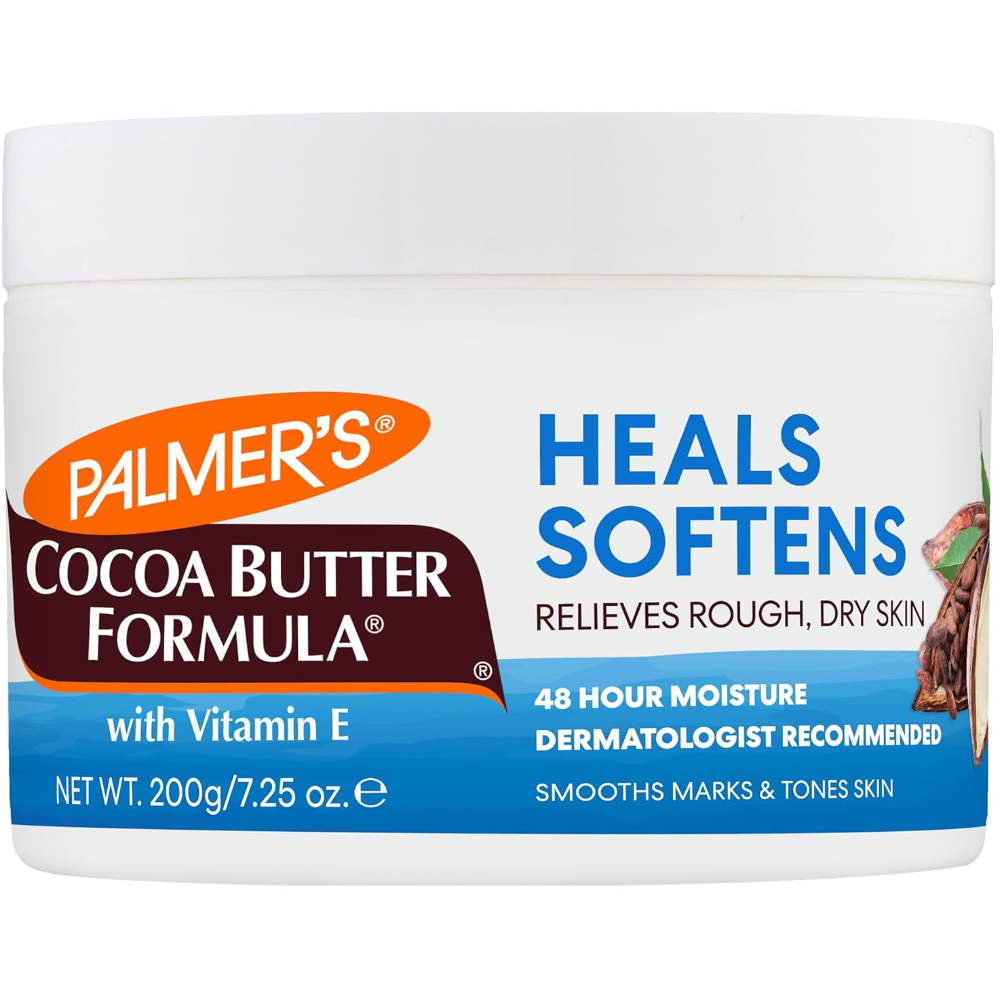 PALMER'S®
COCOA BUTTER
FORMULA®
®
with Vitamin E
NET WT. 200g/7.25 oz. ℮
HEALS
SOFTENS
RELIEVES ROUGH, DRY SKIN
48 HOUR MOISTURE
DERMATOLOGIST RECOMMENDED
SMOOTHS MARKS & TONES SKIN